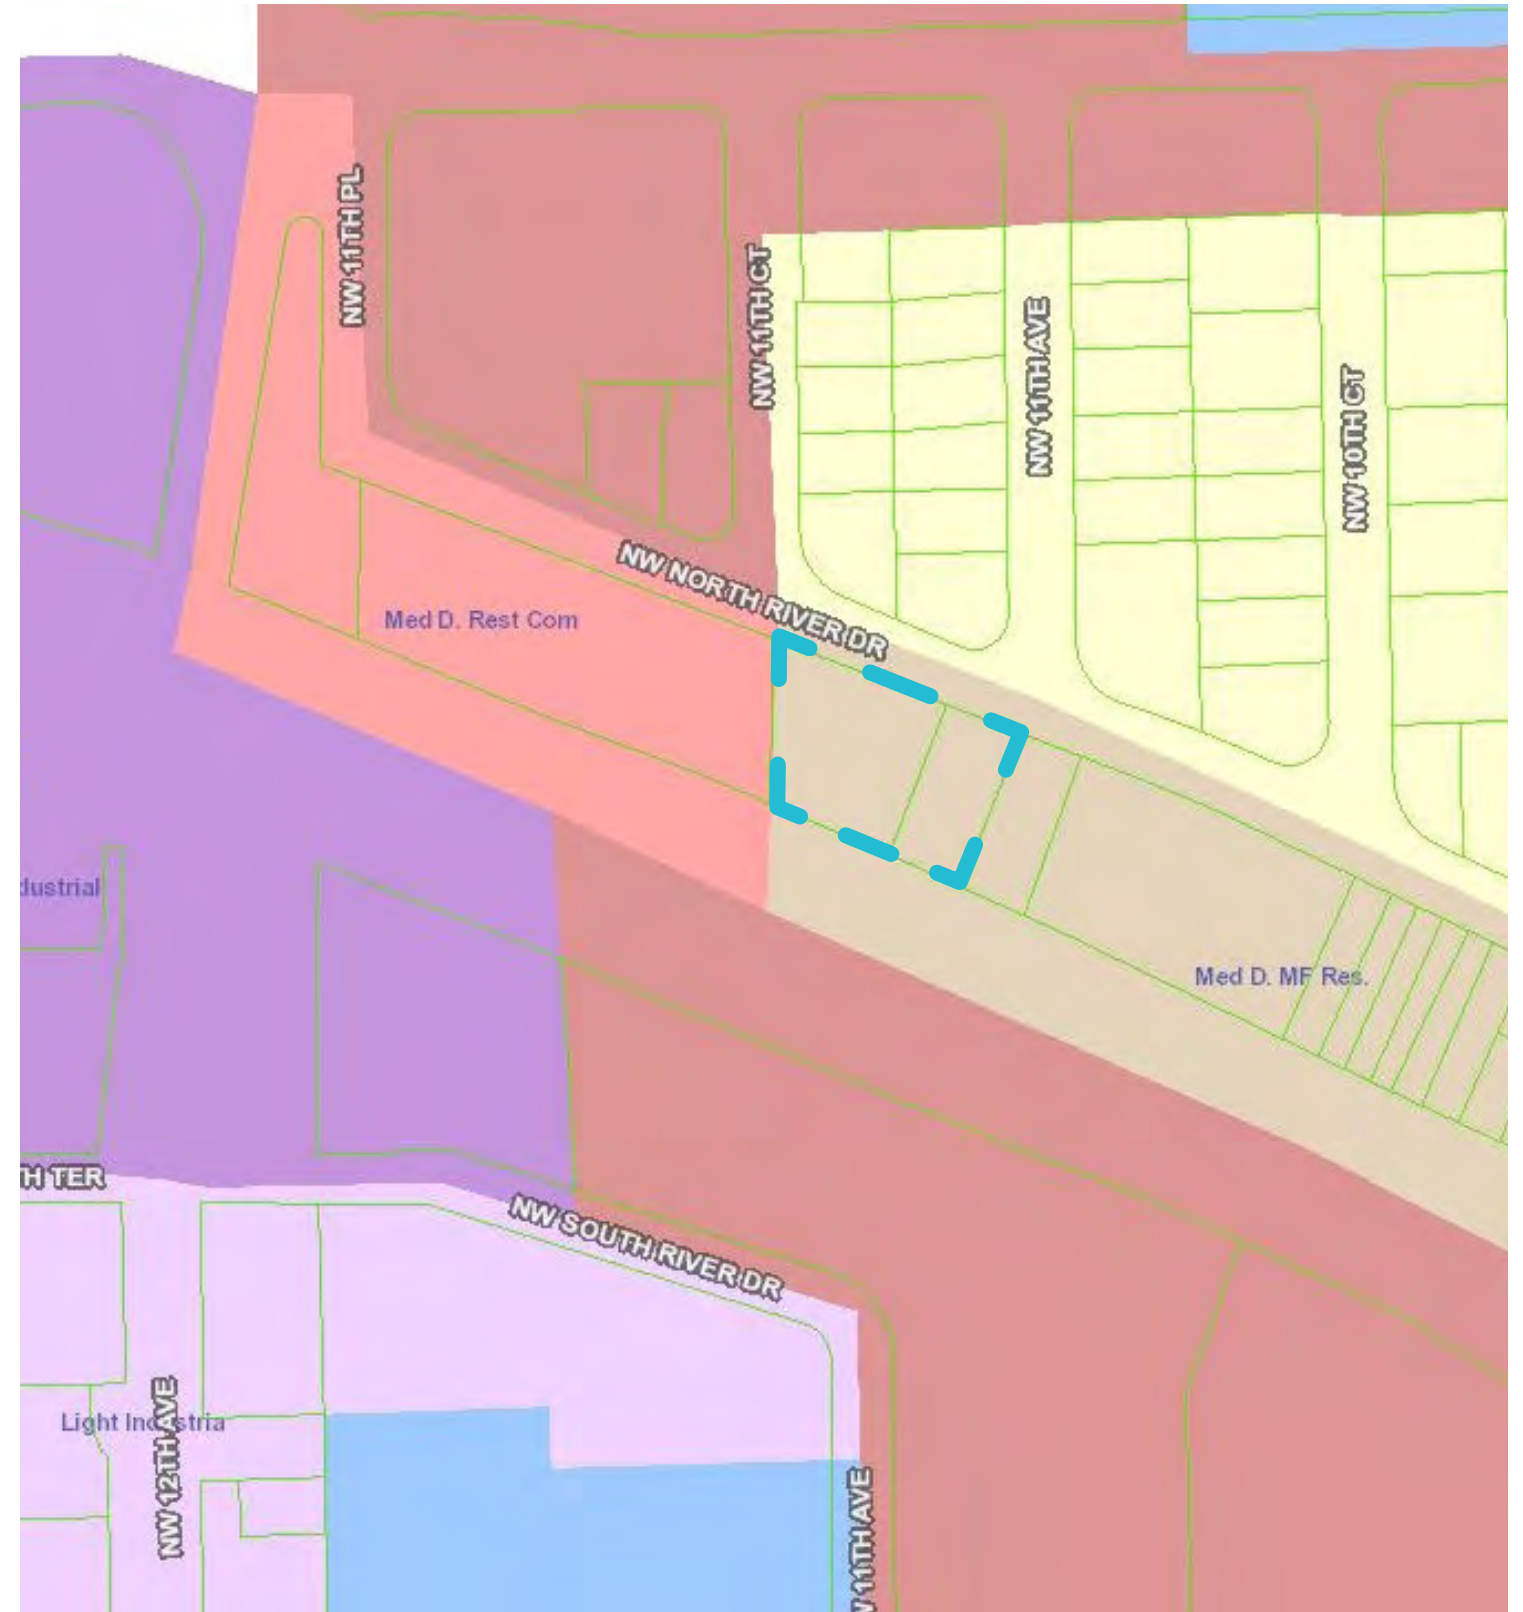 NW 11TH PL
NW 11TH CT
NW 11TH AVE
NW 10TH CT
NW NORTH RIVER DR
Med D. Rest Com
dustrial
Med D. MF Res.
H TER
NW SOUTH RIVER DR
Light Industria
NW 12TH AVE
W 11TH AVE